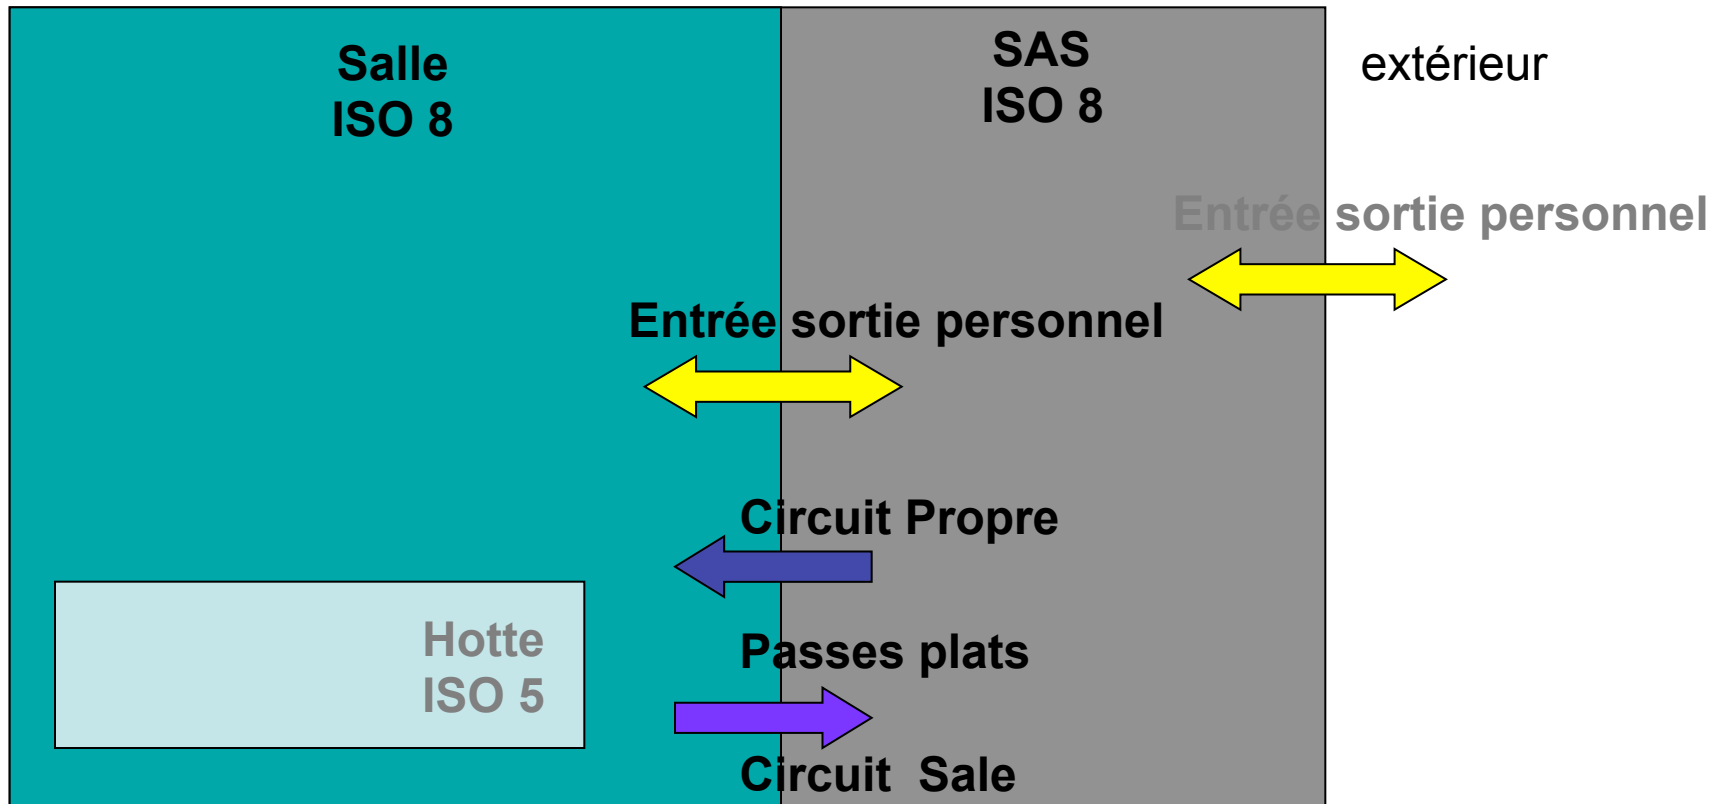 Salle
ISO 8
SAS
ISO 8
extérieur
Entrée sortie personnel
Entrée sortie personnel
Circuit Propre
Hotte
ISO 5
Passes plats
Circuit  Sale